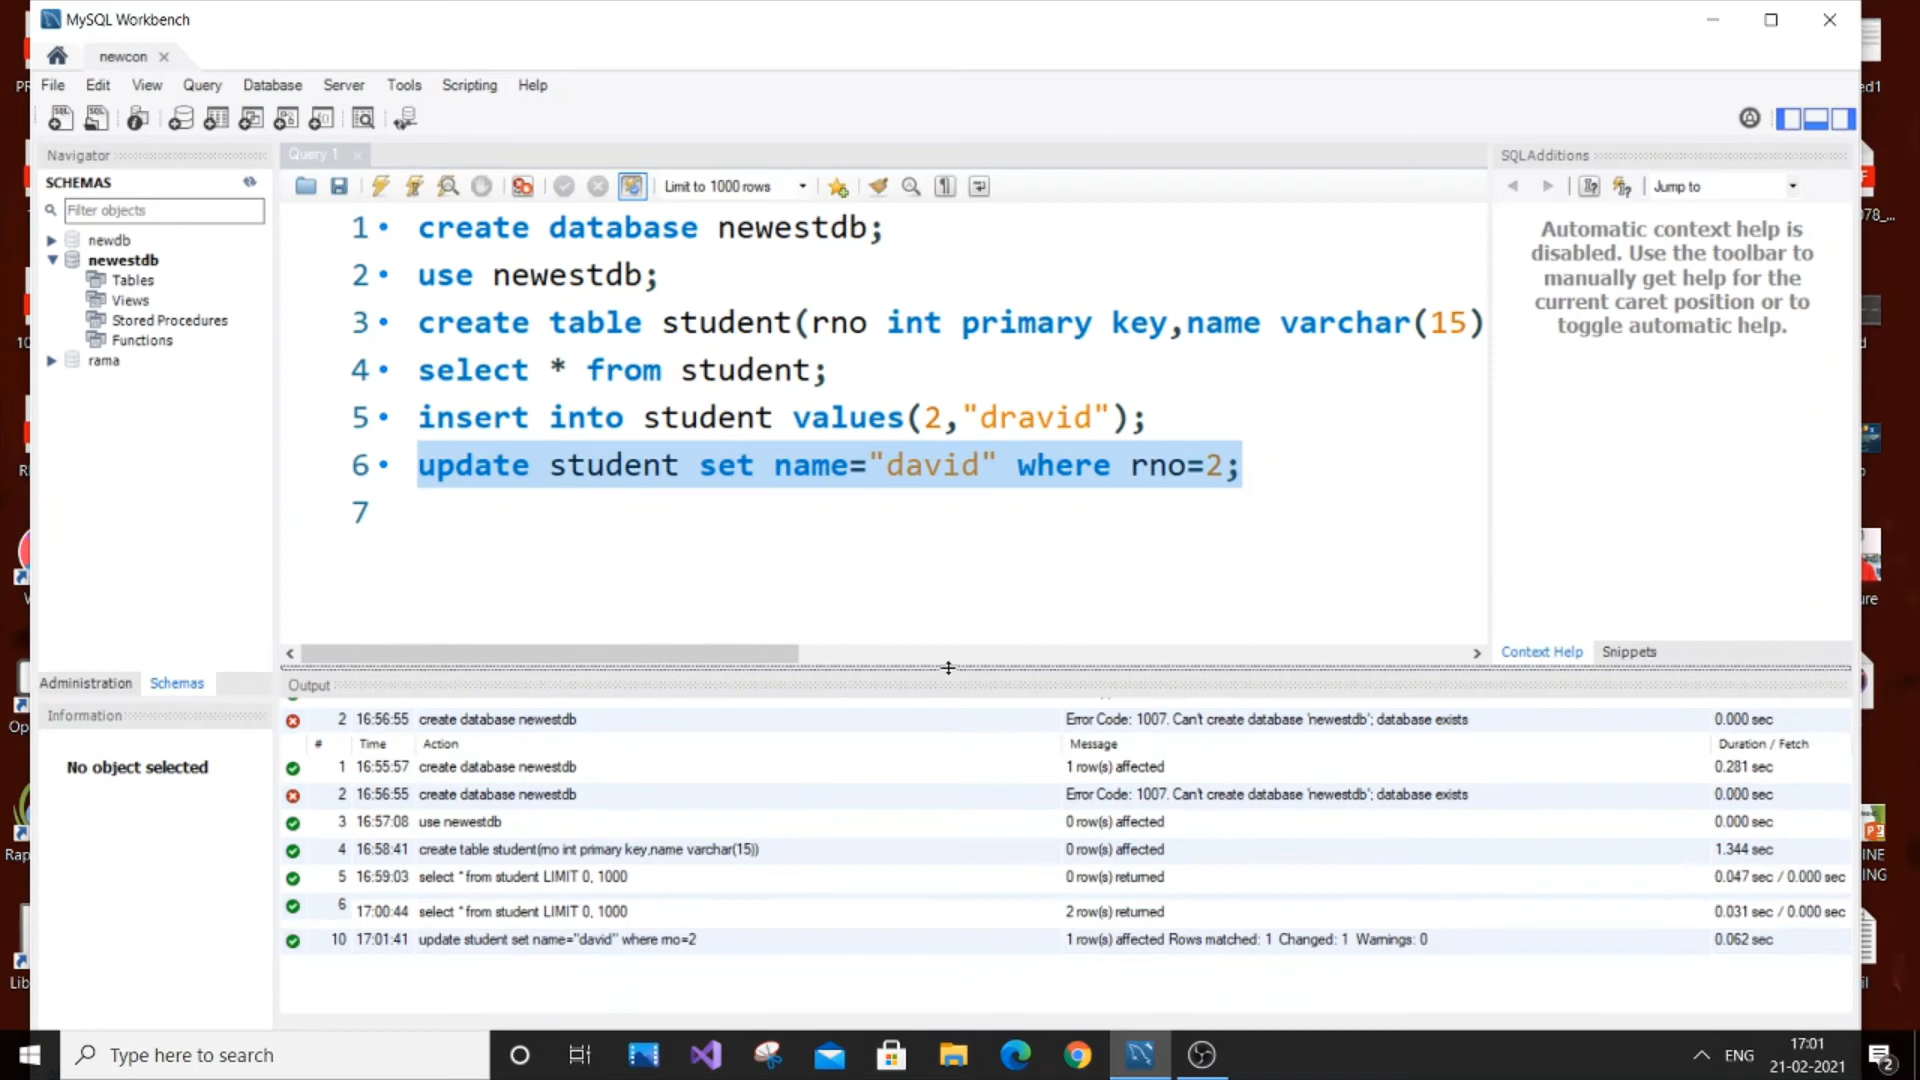 MySQL Workbench
newcon
File Edit View Query Database Server Tools Scripting Help
Navigator
SCHEMAS
Filter objects
newdb
newestdb
Tables
Views
Stored Procedures
Functions
rama
Administration Schemas
Information
No object selected
Query 1
Limit to 1000 rows
1 create database newestdb;
2 use newestdb;
3 create table student(rno int primary key,name varchar(15)
4 select * from student;
5 insert into student values(2,"dravid");
6 update student set name="david" where rno=2;
7
SQLAdditions
Jump to
Automatic context help is
disabled. Use the toolbar to
manually get help for the
current caret position or to
toggle automatic help.
Context Help Snippets
Output
2 16:56:55 create database newestdb Error Code: 1007. Can't create database 'newestdb'; database exists 0.000 sec
# Time Action Message Duration / Fetch
1 16:55:57 create database newestdb 1 row(s) affected 0.281 sec
2 16:56:55 create database newestdb Error Code: 1007. Can't create database 'newestdb'; database exists 0.000 sec
3 16:57:08 use newestdb 0 row(s) affected 0.000 sec
4 16:58:41 create table student(rno int primary key,name varchar(15)) 0 row(s) affected 1.344 sec
5 16:59:03 select * from student LIMIT 0, 1000 0 row(s) returned 0.047 sec / 0.000 sec
6 17:00:44 select * from student LIMIT 0, 1000 2 row(s) returned 0.031 sec / 0.000 sec
10 17:01:41 update student set name="david" where rno=2 1 row(s) affected Rows matched: 1 Changed: 1 Warnings: 0 0.062 sec
Type here to search
ENG
17:01
21-02-2021
2